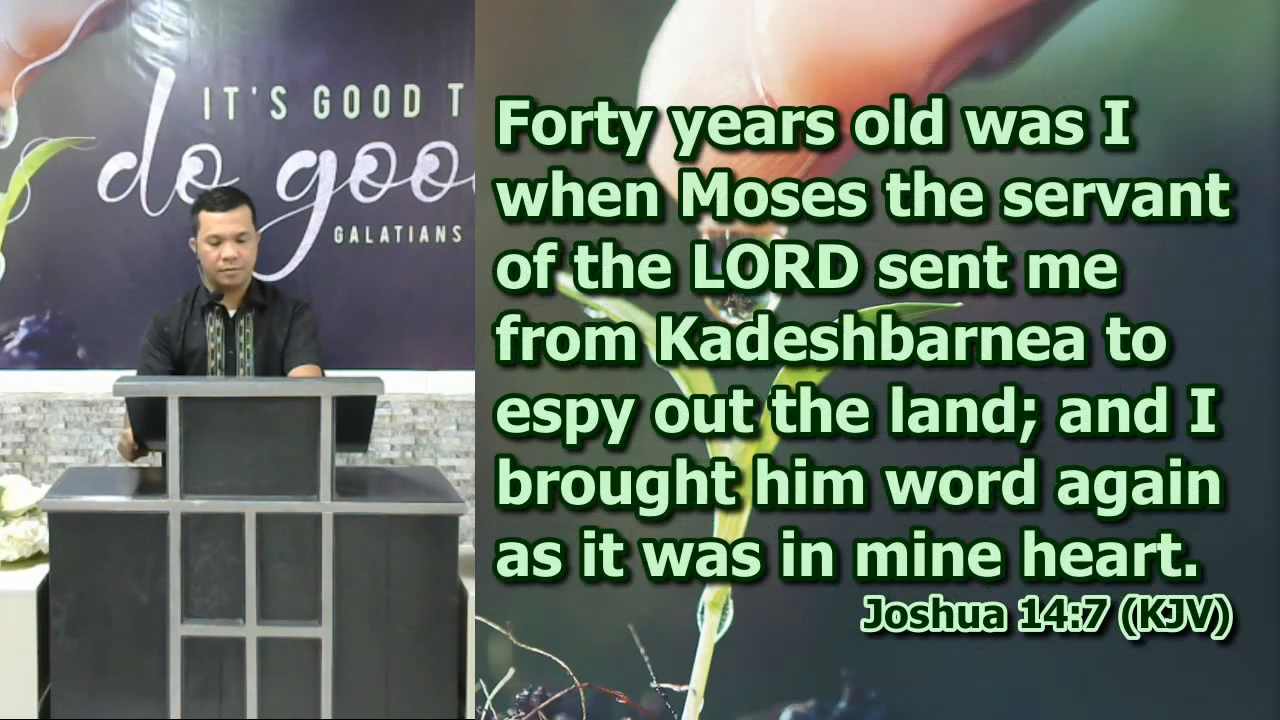 IT'S GOOD T
do goo
GALATIANS
Forty years old was I
when Moses the servant
of the LORD sent me
from Kadeshbarnea to
espy out the land; and I
brought him word again
as it was in mine heart.
Joshua 14:7 (KJV)